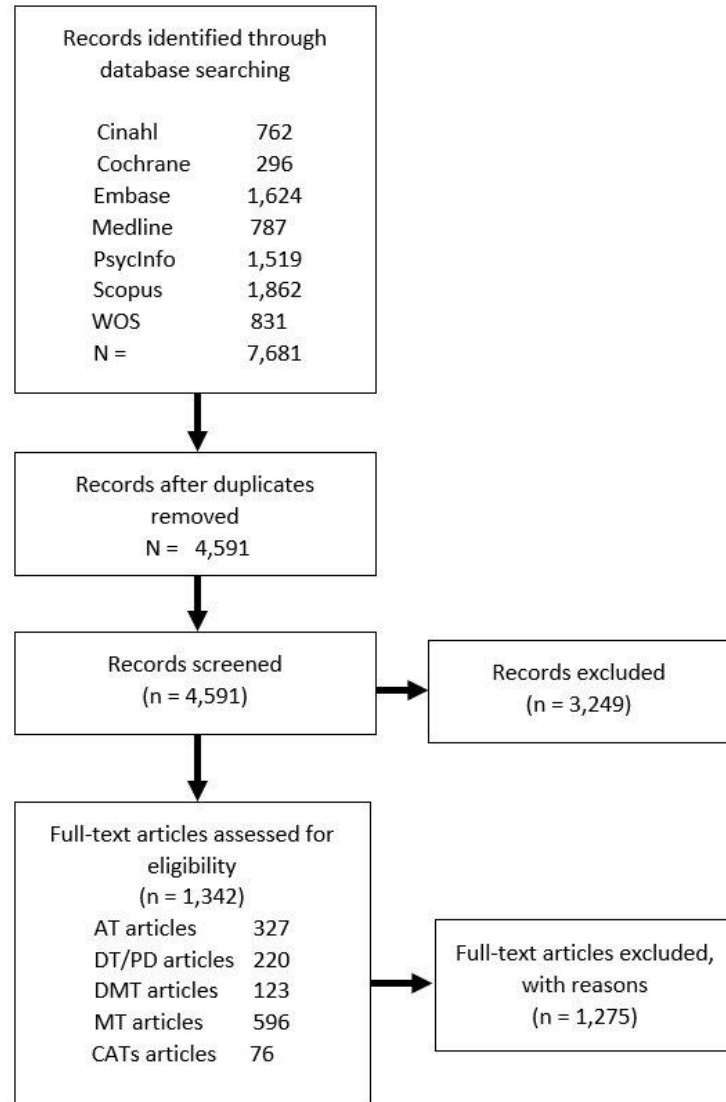 Records identified through
database searching
Cinahl 762
Cochrane 296
Embase 1,624
Medline 787
PsycInfo 1,519
Scopus 1,862
WOS 831
N = 7,681
Records after duplicates
removed
N = 4,591
Records screened
(n = 4,591)
Records excluded
(n = 3,249)
Full-text articles assessed for
eligibility
(n = 1,342)
AT articles 327
DT/PD articles 220
DMT articles 123
MT articles 596
CATs articles 76
Full-text articles excluded,
with reasons
(n = 1,275)